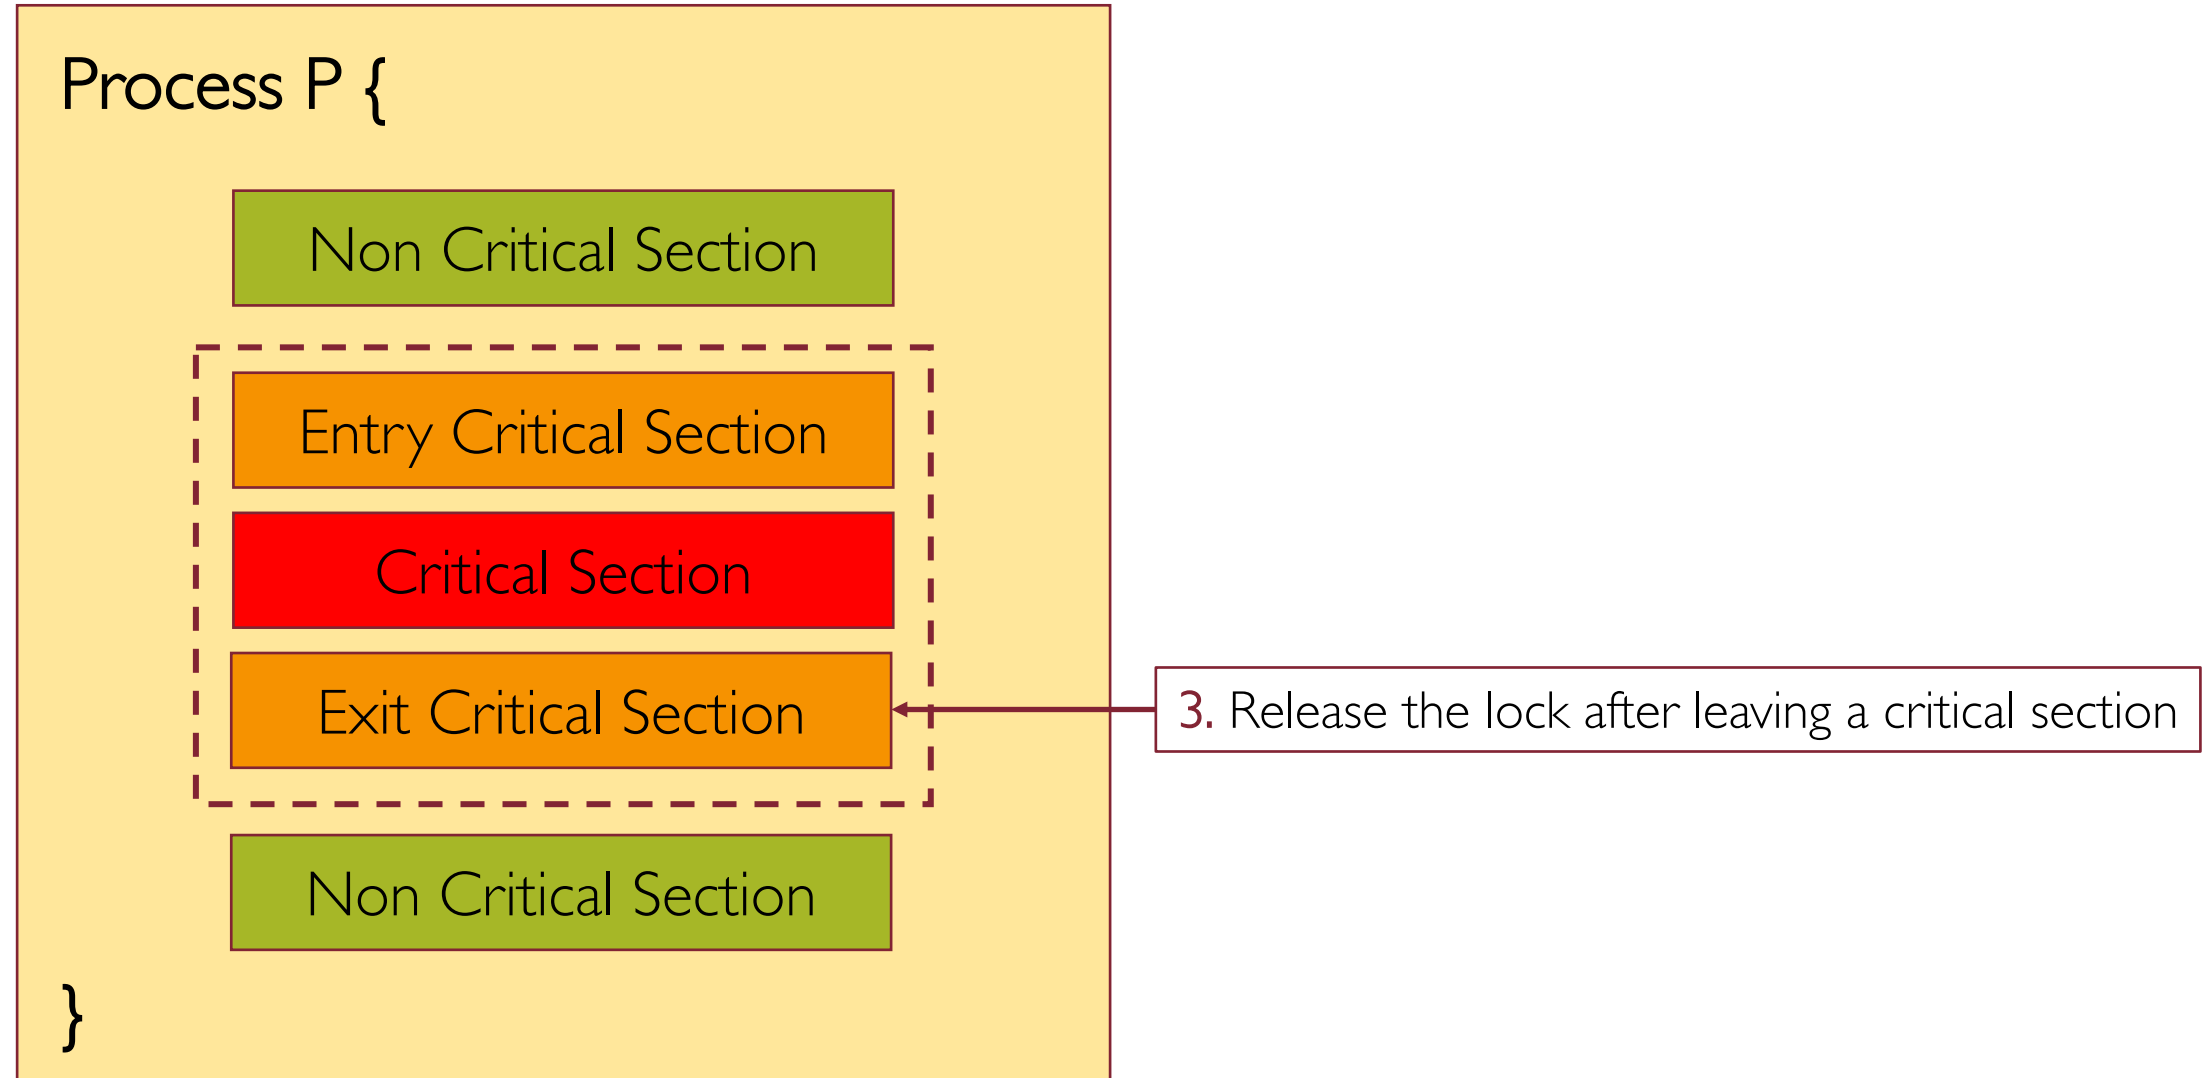 Process P {
Non Critical Section
Entry Critical Section
Critical Section
Exit Critical Section
3. Release the lock after leaving a critical section
Non Critical Section
}